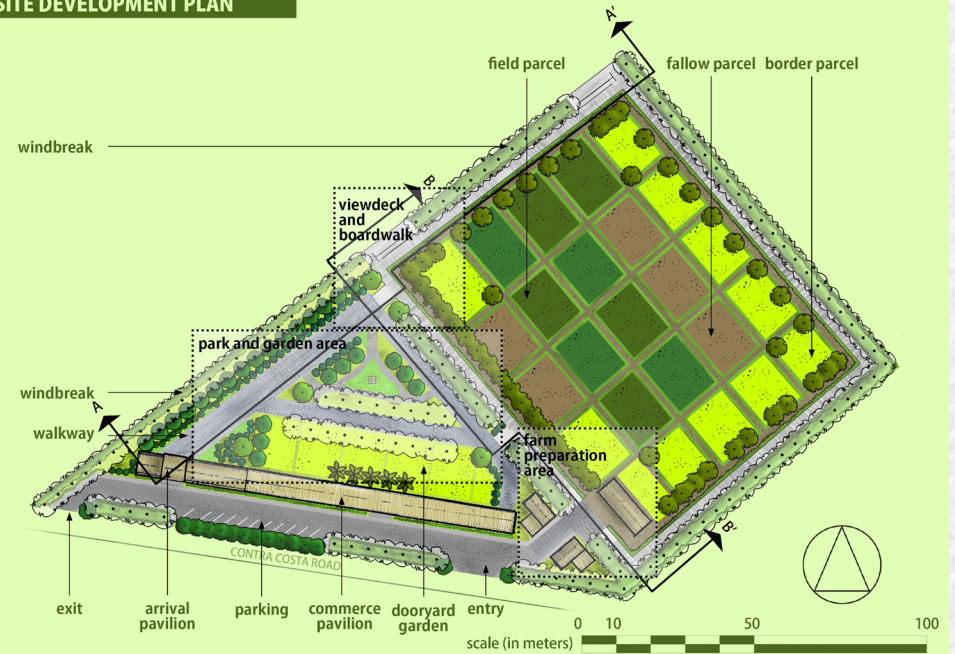 SITE DEVELOPMENT PLAN
A'
field parcel
fallow parcel
border parcel
windbreak
B
viewdeck
and
boardwalk
park and garden area
windbreak
A
walkway
farm
preparation
area
B'
CONTRA COSTA ROAD
exit
arrival
pavilion
parking
commerce
pavilion
dooryard
garden
entry
0 10 50 100
scale (in meters)